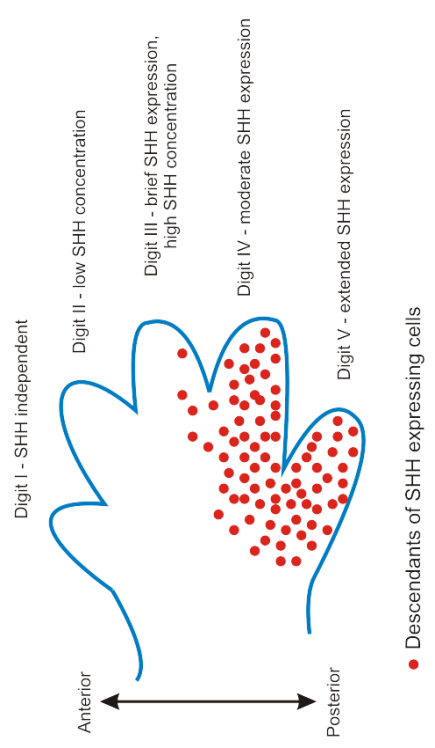 Digit I - SHH independent
Digit II - low SHH concentration
Digit III - brief SHH expression,
high SHH concentration
Digit IV - moderate SHH expression
Digit V - extended SHH expression
Anterior
Posterior
Descendants of SHH expressing cells